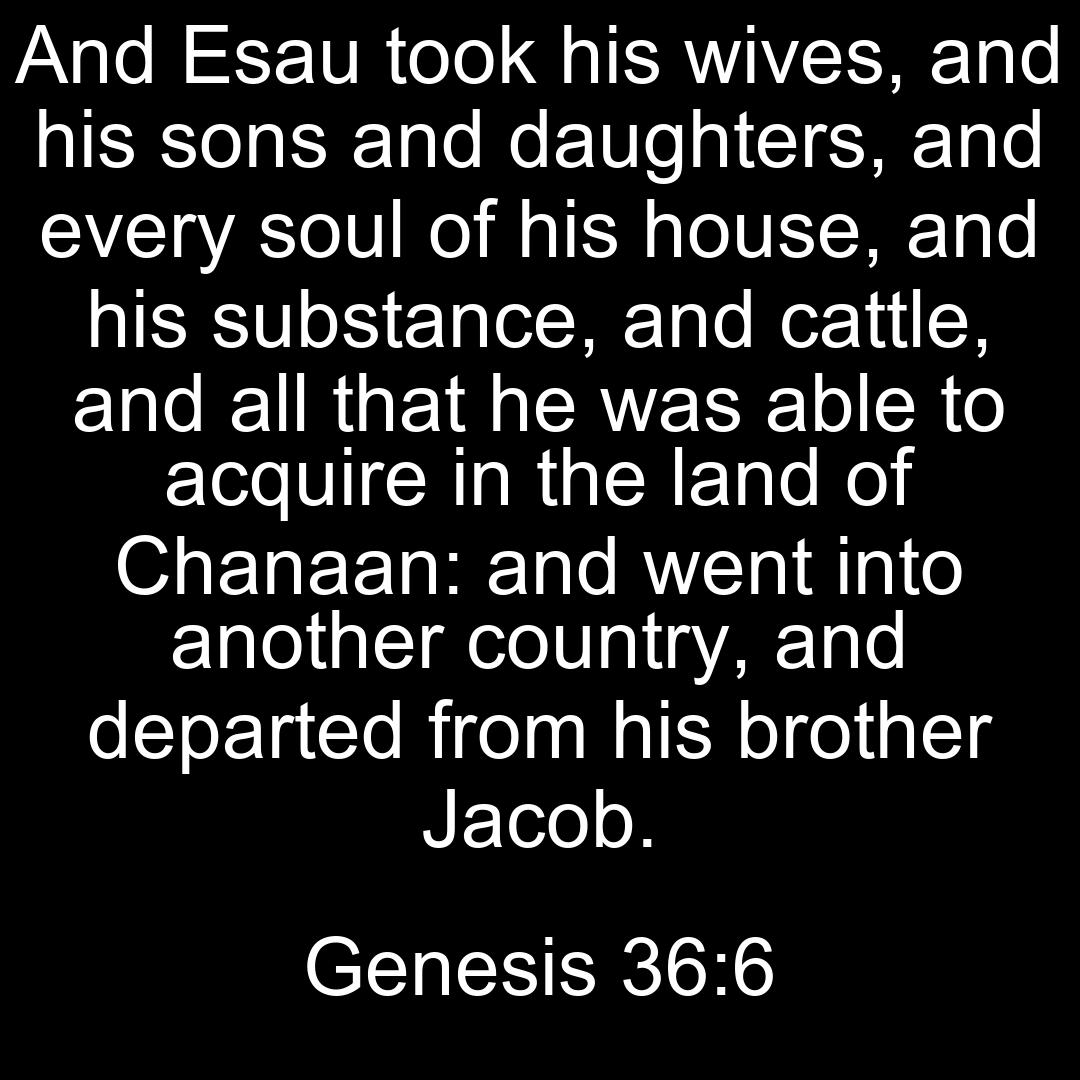 And Esau took his wives, and
his sons and daughters, and
every soul of his house, and
his substance, and cattle,
and all that he was able to
acquire in the land of
Chanaan: and went into
another country, and
departed from his brother
Jacob.
Genesis 36:6